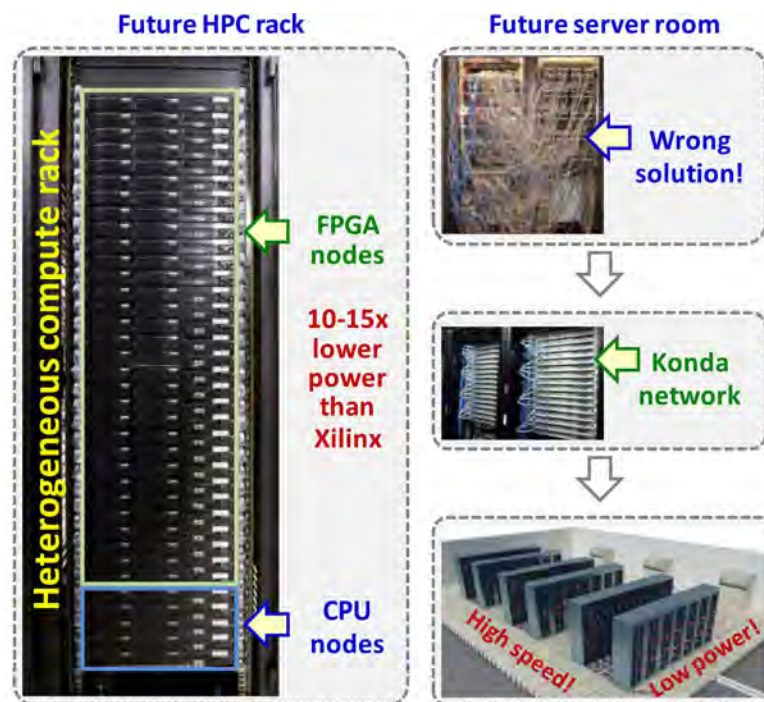 Future HPC rack
Heterogeneous compute rack
FPGA
nodes
10-15x
lower
power
than
Xilinx
CPU
nodes
Future server room
Wrong
solution!
Konda
network
High speed!
Low power!